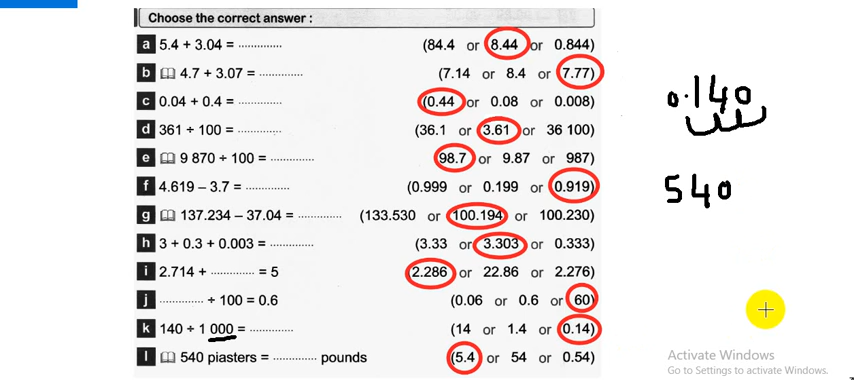 Choose the correct answer :
a 5.4 + 3.04 = .............. (84.4 or 8.44 or 0.844)
b 4.7 + 3.07 = .............. (7.14 or 8.4 or 7.77)
c 0.04 + 0.4 = .............. (0.44 or 0.08 or 0.008)
d 361 ÷ 100 = .............. (36.1 or 3.61 or 36 100)
e 9 870 ÷ 100 = .............. (98.7 or 9.87 or 987)
f 4.619 – 3.7 = .............. (0.999 or 0.199 or 0.919)
g 137.234 – 37.04 = .............. (133.530 or 100.194 or 100.230)
h 3 + 0.3 + 0.003 = .............. (3.33 or 3.303 or 0.333)
i 2.714 + .............. = 5 (2.286 or 22.86 or 2.276)
j .............. ÷ 100 = 0.6 (0.06 or 0.6 or 60)
k 140 ÷ 1 000 = .............. (14 or 1.4 or 0.14)
l 540 piasters = .............. pounds (5.4 or 54 or 0.54)
0.140
540
Activate Windows
Go to Settings to activate Windows.